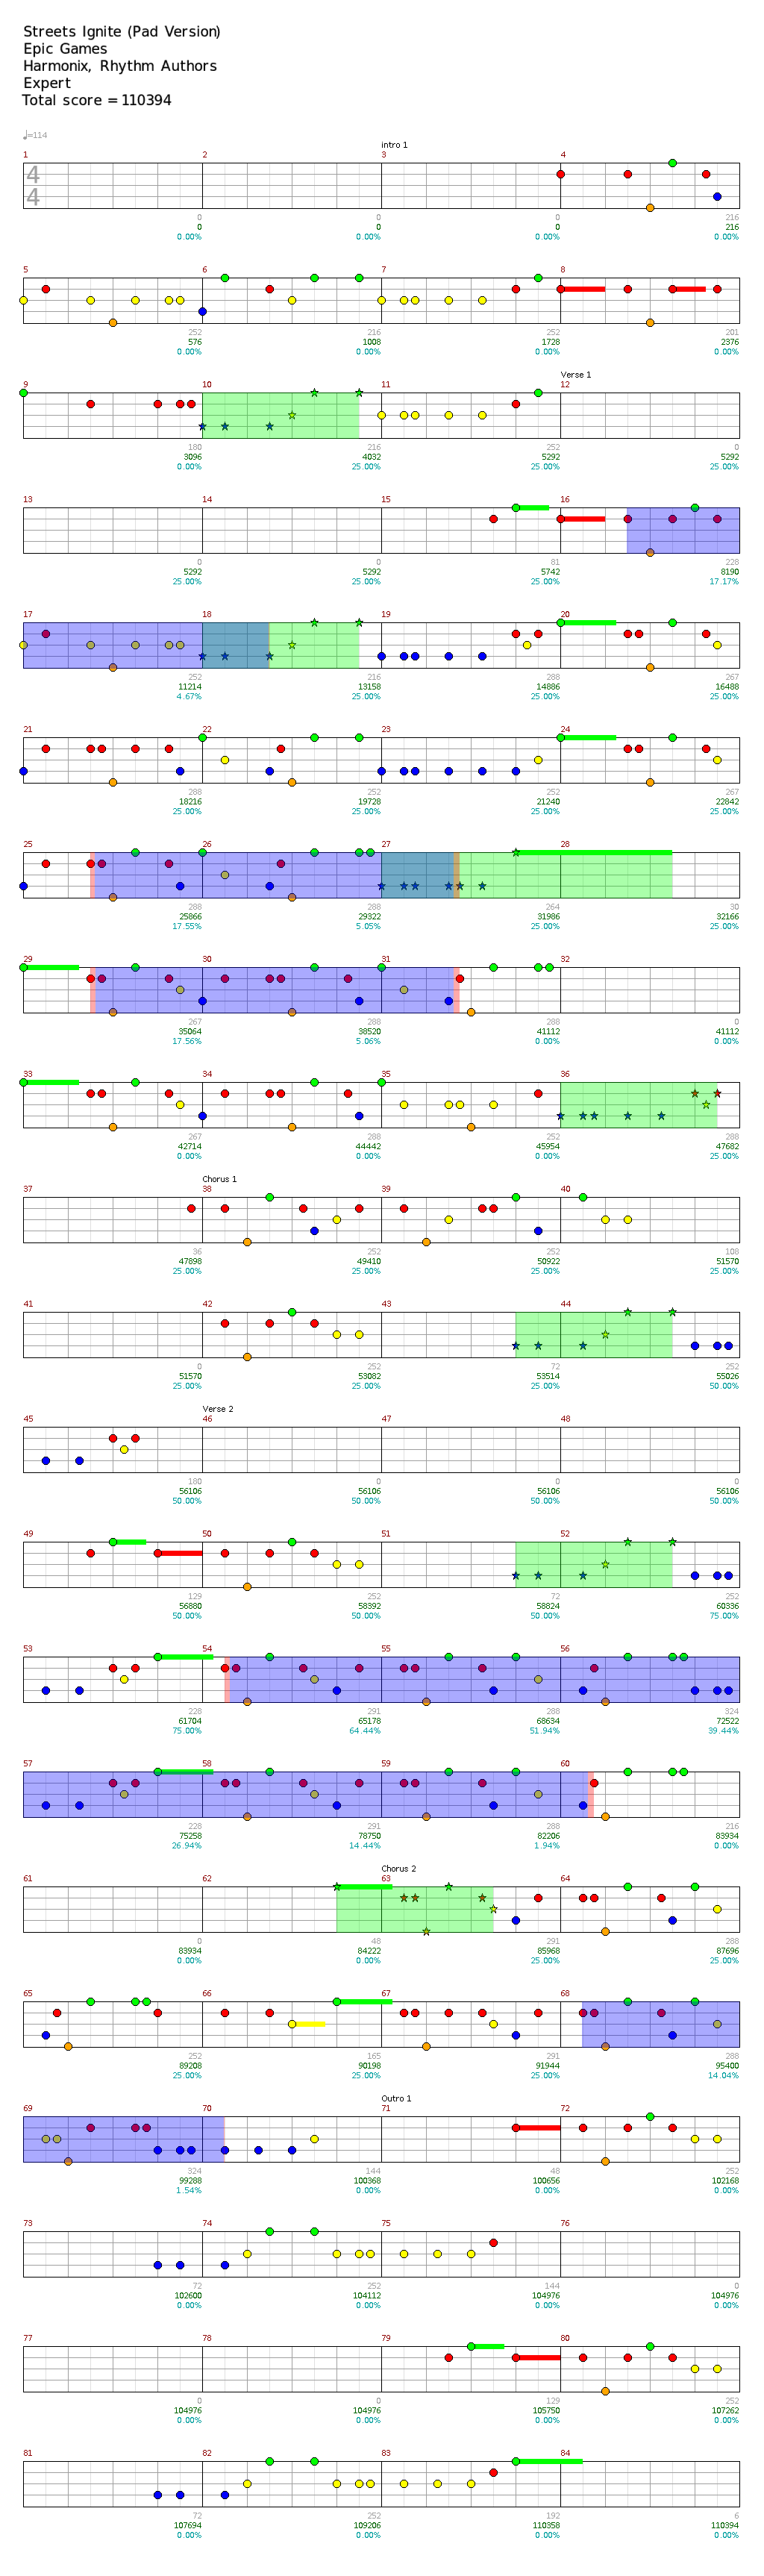 Streets Ignite (Pad Version)
Epic Games
Harmonix, Rhythm Authors
Expert
Total score = 110394
♩=114
intro 1
1 2 3 4
4
4
0 0 0 216
0 0 0 216
0.00% 0.00% 0.00% 0.00%
5 6 7 8
252 216 252 201
576 1008 1728 2376
0.00% 0.00% 0.00% 0.00%
Verse 1
9 10 11 12
180 216 252 0
3096 4032 5292 5292
0.00% 25.00% 25.00% 25.00%
13 14 15 16
0 0 81 228
5292 5292 5742 8190
25.00% 25.00% 25.00% 17.17%
17 18 19 20
252 216 288 267
11214 13158 14886 16488
4.67% 25.00% 25.00% 25.00%
21 22 23 24
288 252 252 267
18216 19728 21240 22842
25.00% 25.00% 25.00% 25.00%
25 26 27 28
288 288 264 30
25866 29322 31986 32166
17.55% 5.05% 25.00% 25.00%
29 30 31 32
267 288 288 0
35064 38520 41112 41112
17.56% 5.06% 0.00% 0.00%
33 34 35 36
267 288 252 288
42714 44442 45954 47682
0.00% 0.00% 0.00% 25.00%
Chorus 1
37 38 39 40
36 252 252 108
47898 49410 50922 51570
25.00% 25.00% 25.00% 25.00%
41 42 43 44
0 252 72 252
51570 53082 53514 55026
25.00% 25.00% 25.00% 50.00%
Verse 2
45 46 47 48
180 0 0 0
56106 56106 56106 56106
50.00% 50.00% 50.00% 50.00%
49 50 51 52
129 252 72 252
56880 58392 58824 60336
50.00% 50.00% 50.00% 75.00%
53 54 55 56
228 291 288 324
61704 65178 68634 72522
75.00% 64.44% 51.94% 39.44%
57 58 59 60
228 291 288 216
75258 78750 82206 83934
26.94% 14.44% 1.94% 0.00%
Chorus 2
61 62 63 64
0 48 291 288
83934 84222 85968 87696
0.00% 0.00% 25.00% 25.00%
65 66 67 68
252 165 291 288
89208 90198 91944 95400
25.00% 25.00% 25.00% 14.04%
Outro 1
69 70 71 72
324 144 48 252
99288 100368 100656 102168
1.54% 0.00% 0.00% 0.00%
73 74 75 76
72 252 144 0
102600 104112 104976 104976
0.00% 0.00% 0.00% 0.00%
77 78 79 80
0 0 129 252
104976 104976 105750 107262
0.00% 0.00% 0.00% 0.00%
81 82 83 84
72 252 192 6
107694 109206 110358 110394
0.00% 0.00% 0.00% 0.00%